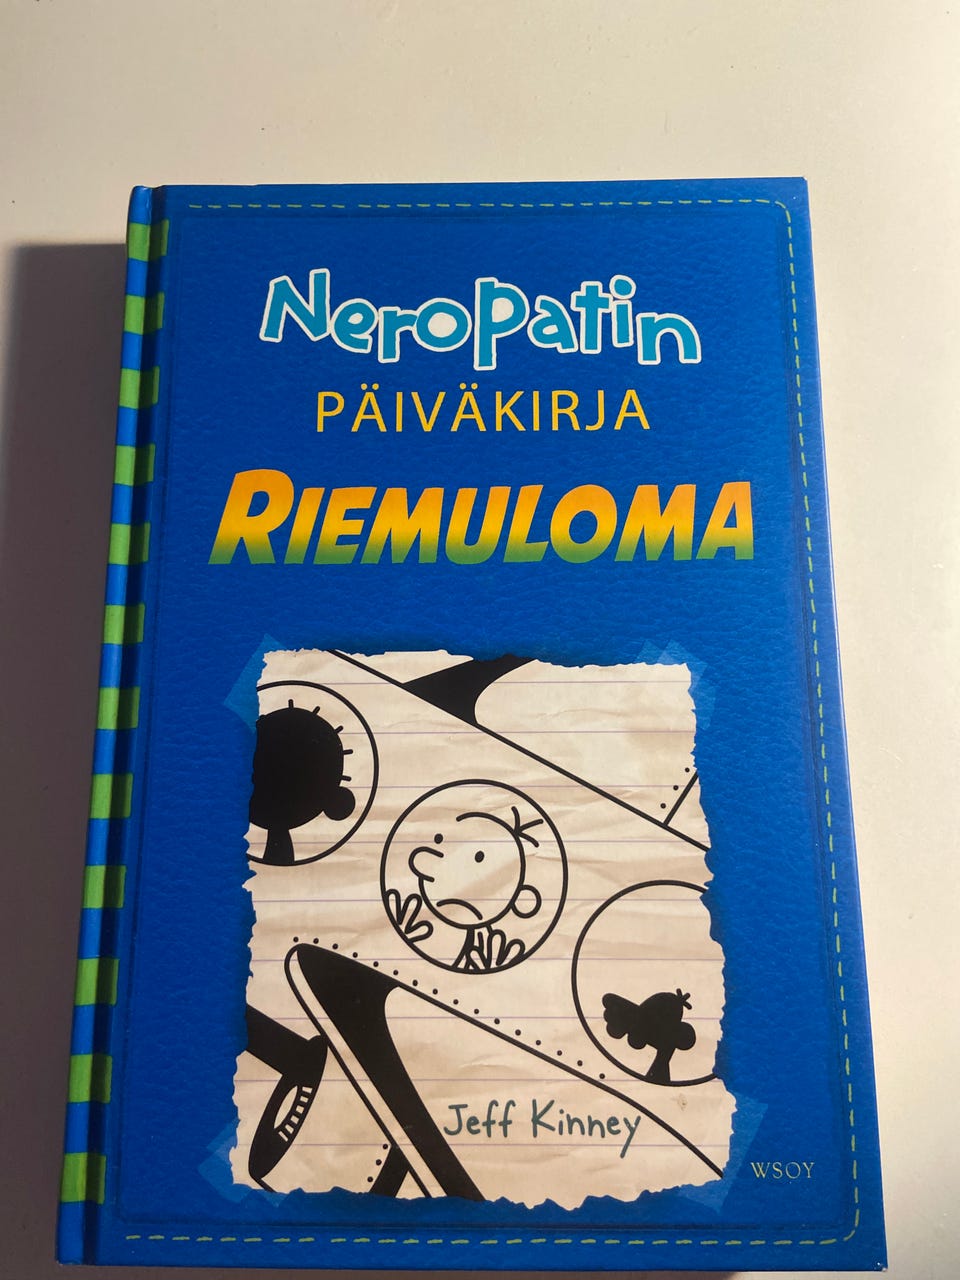 Neropatin
PÄIVÄKIRJA
RIEMULOMA
Jeff Kinney
WSOY